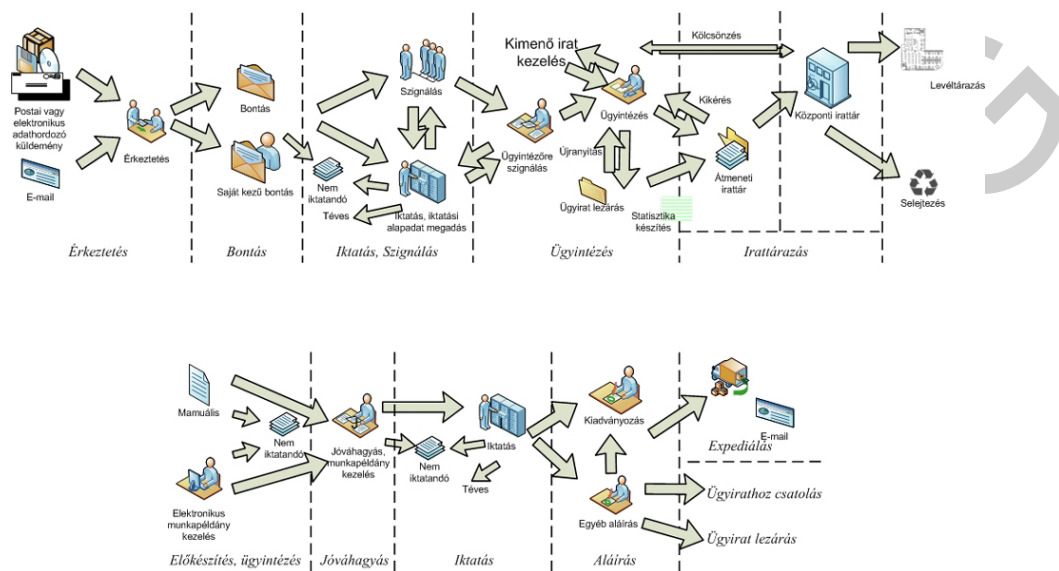 Kimenő irat
kezelés
Kölcsönzés
Postai vagy
elektronikus
adathordozó
küldemény
Érkeztetés
E-mail
Bontás
Saját kezű bontás
Szignálás
Nem
iktatandó
Téves
Iktatás, iktatási
alapadat megadás
Ügyintézőre
szignálás
Ügyintézés
Kikérés
Újranyitás
Ügyirat lezárás
Statisztika
készítés
Átmeneti
irattár
Központi irattár
Levéltárazás
Selejtezés
Érkeztetés
Bontás
Iktatás, Szignálás
Ügyintézés
Irattárazás
Mamuális
Nem
iktatandó
Elektronikus
munkapéldány
kezelés
Jóváhagyás,
munkapéldány
kezelés
Nem
iktatandó
Iktatás
Téves
Kiadványozás
Egyéb aláírás
E-mail
Expediálás
Ügyirathoz csatolás
Ügyirat lezárás
Előkészítés, ügyintézés
Jóváhagyás
Iktatás
Aláírás
G